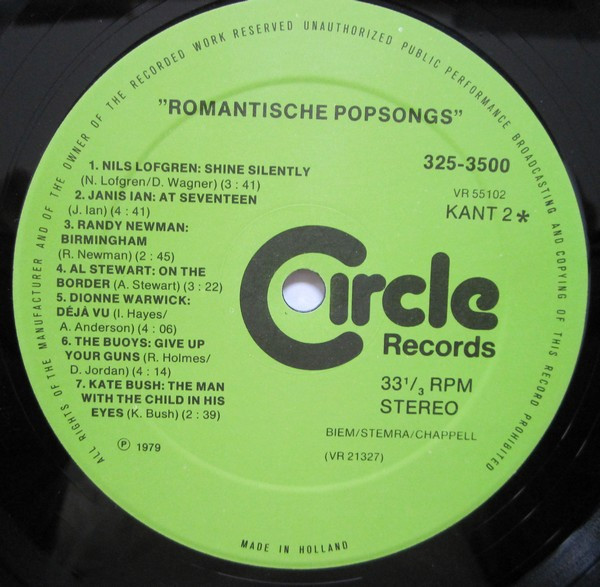 ALL RIGHTS OF THE MANUFACTURER AND OF THE OWNER OF THE RECORDED WORK RESERVED UNAUTHORIZED PUBLIC PERFORMANCE BROADCASTING AND COPYING OF THIS RECORD PROHIBITED
"ROMANTISCHE POPSONGS"
1. NILS LOFGREN: SHINE SILENTLY
(N. Lofgren/D. Wagner) (3 : 41)
2. JANIS IAN: AT SEVENTEEN
(J. Ian) (4 : 41)
3. RANDY NEWMAN:
BIRMINGHAM
(R. Newman) (2 : 45)
4. AL STEWART: ON THE
BORDER (A. Stewart) (3 : 22)
5. DIONNE WARWICK:
DÉJÀ VU (I. Hayes/
A. Anderson) (4 : 06)
6. THE BUOYS: GIVE UP
YOUR GUNS (R. Holmes/
D. Jordan) (4 : 14)
7. KATE BUSH: THE MAN
WITH THE CHILD IN HIS
EYES (K. Bush) (2 : 39)
℗ 1979
325-3500
VR 55102
KANT 2*
Circle
Records
33 1/3 RPM
STEREO
BIEM/STEMRA/CHAPPELL
(VR 21327)
MADE IN HOLLAND